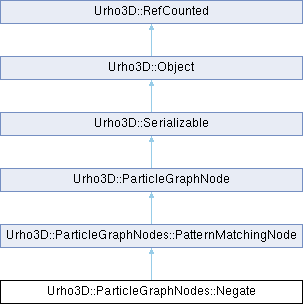 Urho3D::RefCounted
Urho3D::Object
Urho3D::Serializable
Urho3D::ParticleGraphNode
Urho3D::ParticleGraphNodes::PatternMatchingNode
Urho3D::ParticleGraphNodes::Negate